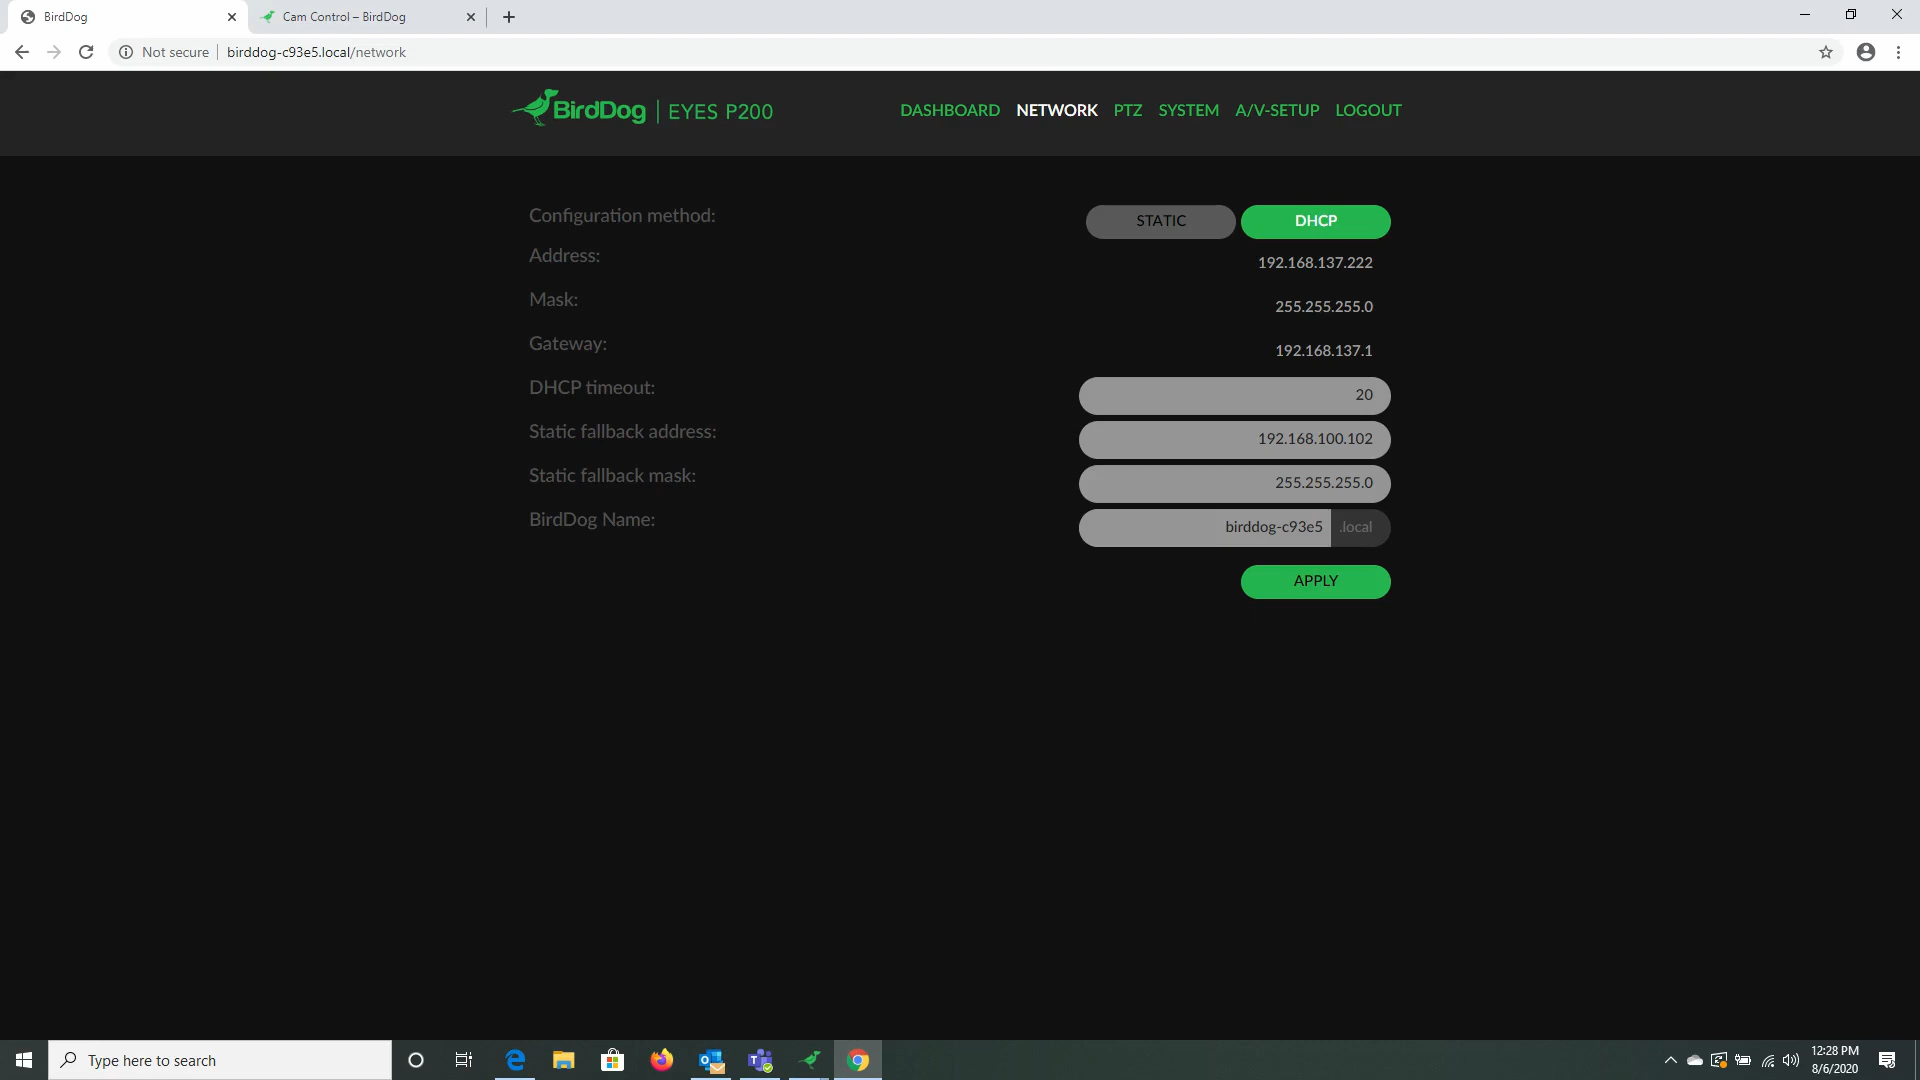 BirdDog
Cam Control – BirdDog
Not secure birddog-c93e5.local/network
BirdDog | EYES P200
DASHBOARD NETWORK PTZ SYSTEM A/V-SETUP LOGOUT
Configuration method: STATIC DHCP
Address: 192.168.137.222
Mask: 255.255.255.0
Gateway: 192.168.137.1
DHCP timeout: 20
Static fallback address: 192.168.100.102
Static fallback mask: 255.255.255.0
BirdDog Name: birddog-c93e5 .local
APPLY
Type here to search
12:28 PM
8/6/2020